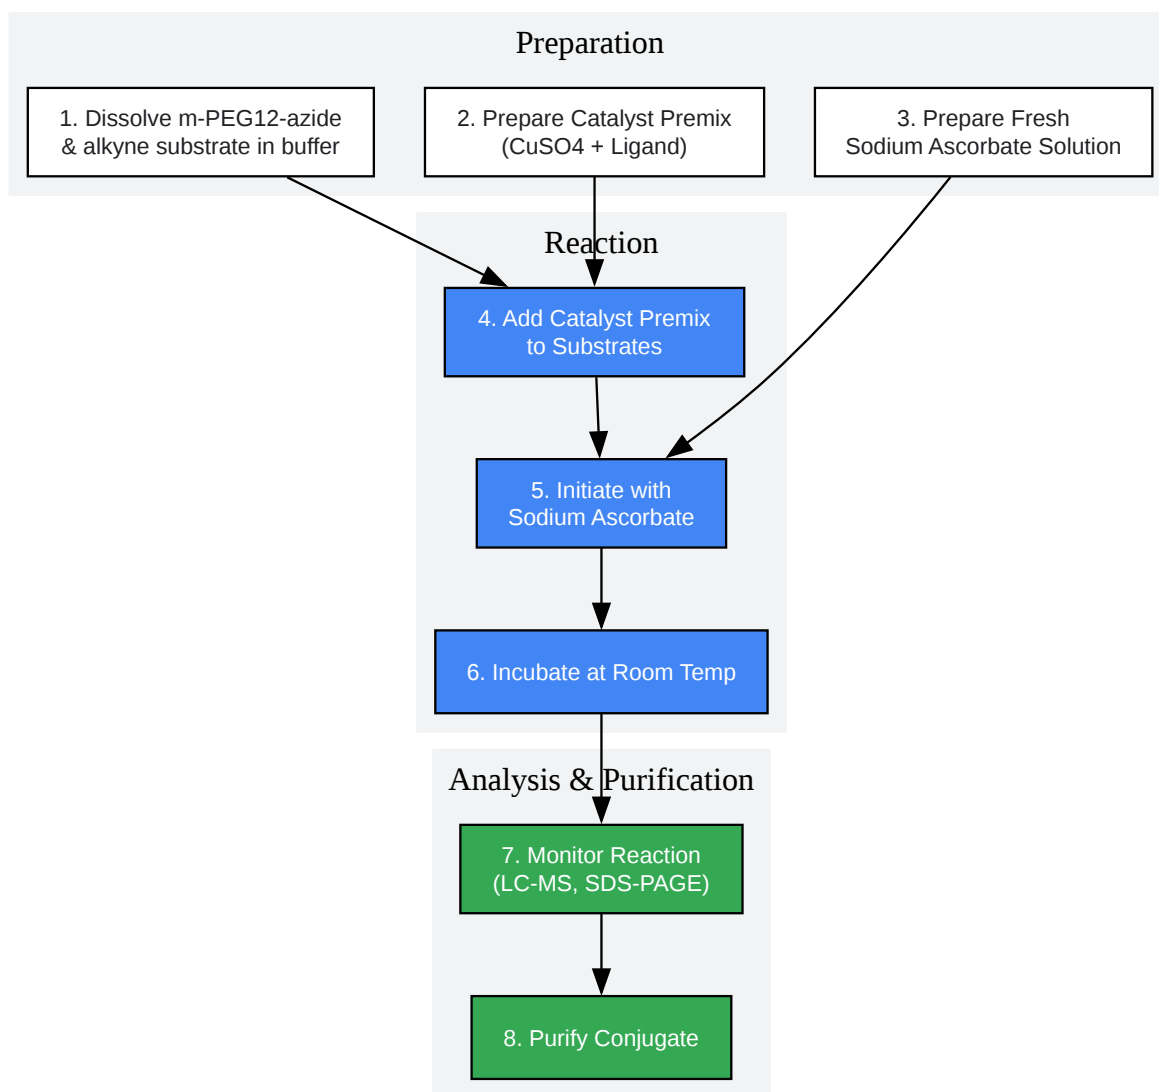 Preparation
1. Dissolve m-PEG12-azide
& alkyne substrate in buffer
2. Prepare Catalyst Premix
(CuSO4 + Ligand)
3. Prepare Fresh
Sodium Ascorbate Solution
Reaction
4. Add Catalyst Premix
to Substrates
5. Initiate with
Sodium Ascorbate
6. Incubate at Room Temp
Analysis & Purification
7. Monitor Reaction
(LC-MS, SDS-PAGE)
8. Purify Conjugate